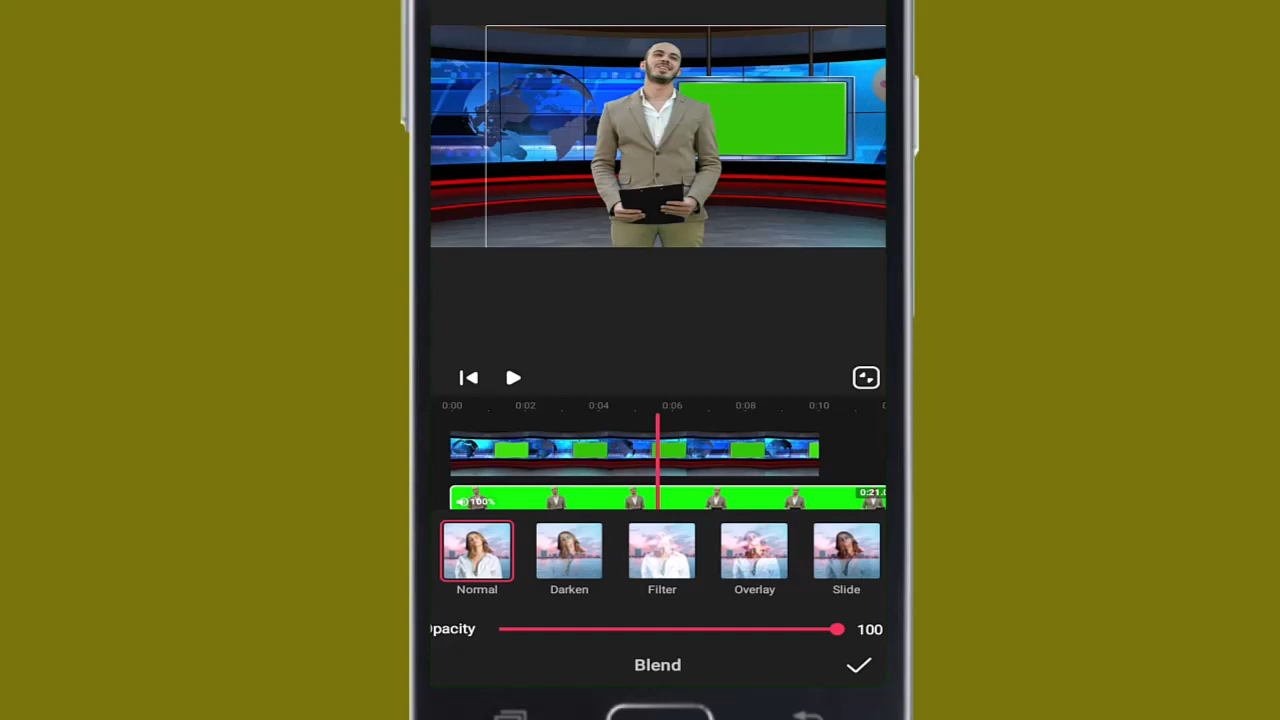 0:00 0:02 0:04 0:06 0:08 0:10
0:21.0
100%
Normal Darken Filter Overlay Slide
pacity 100
Blend